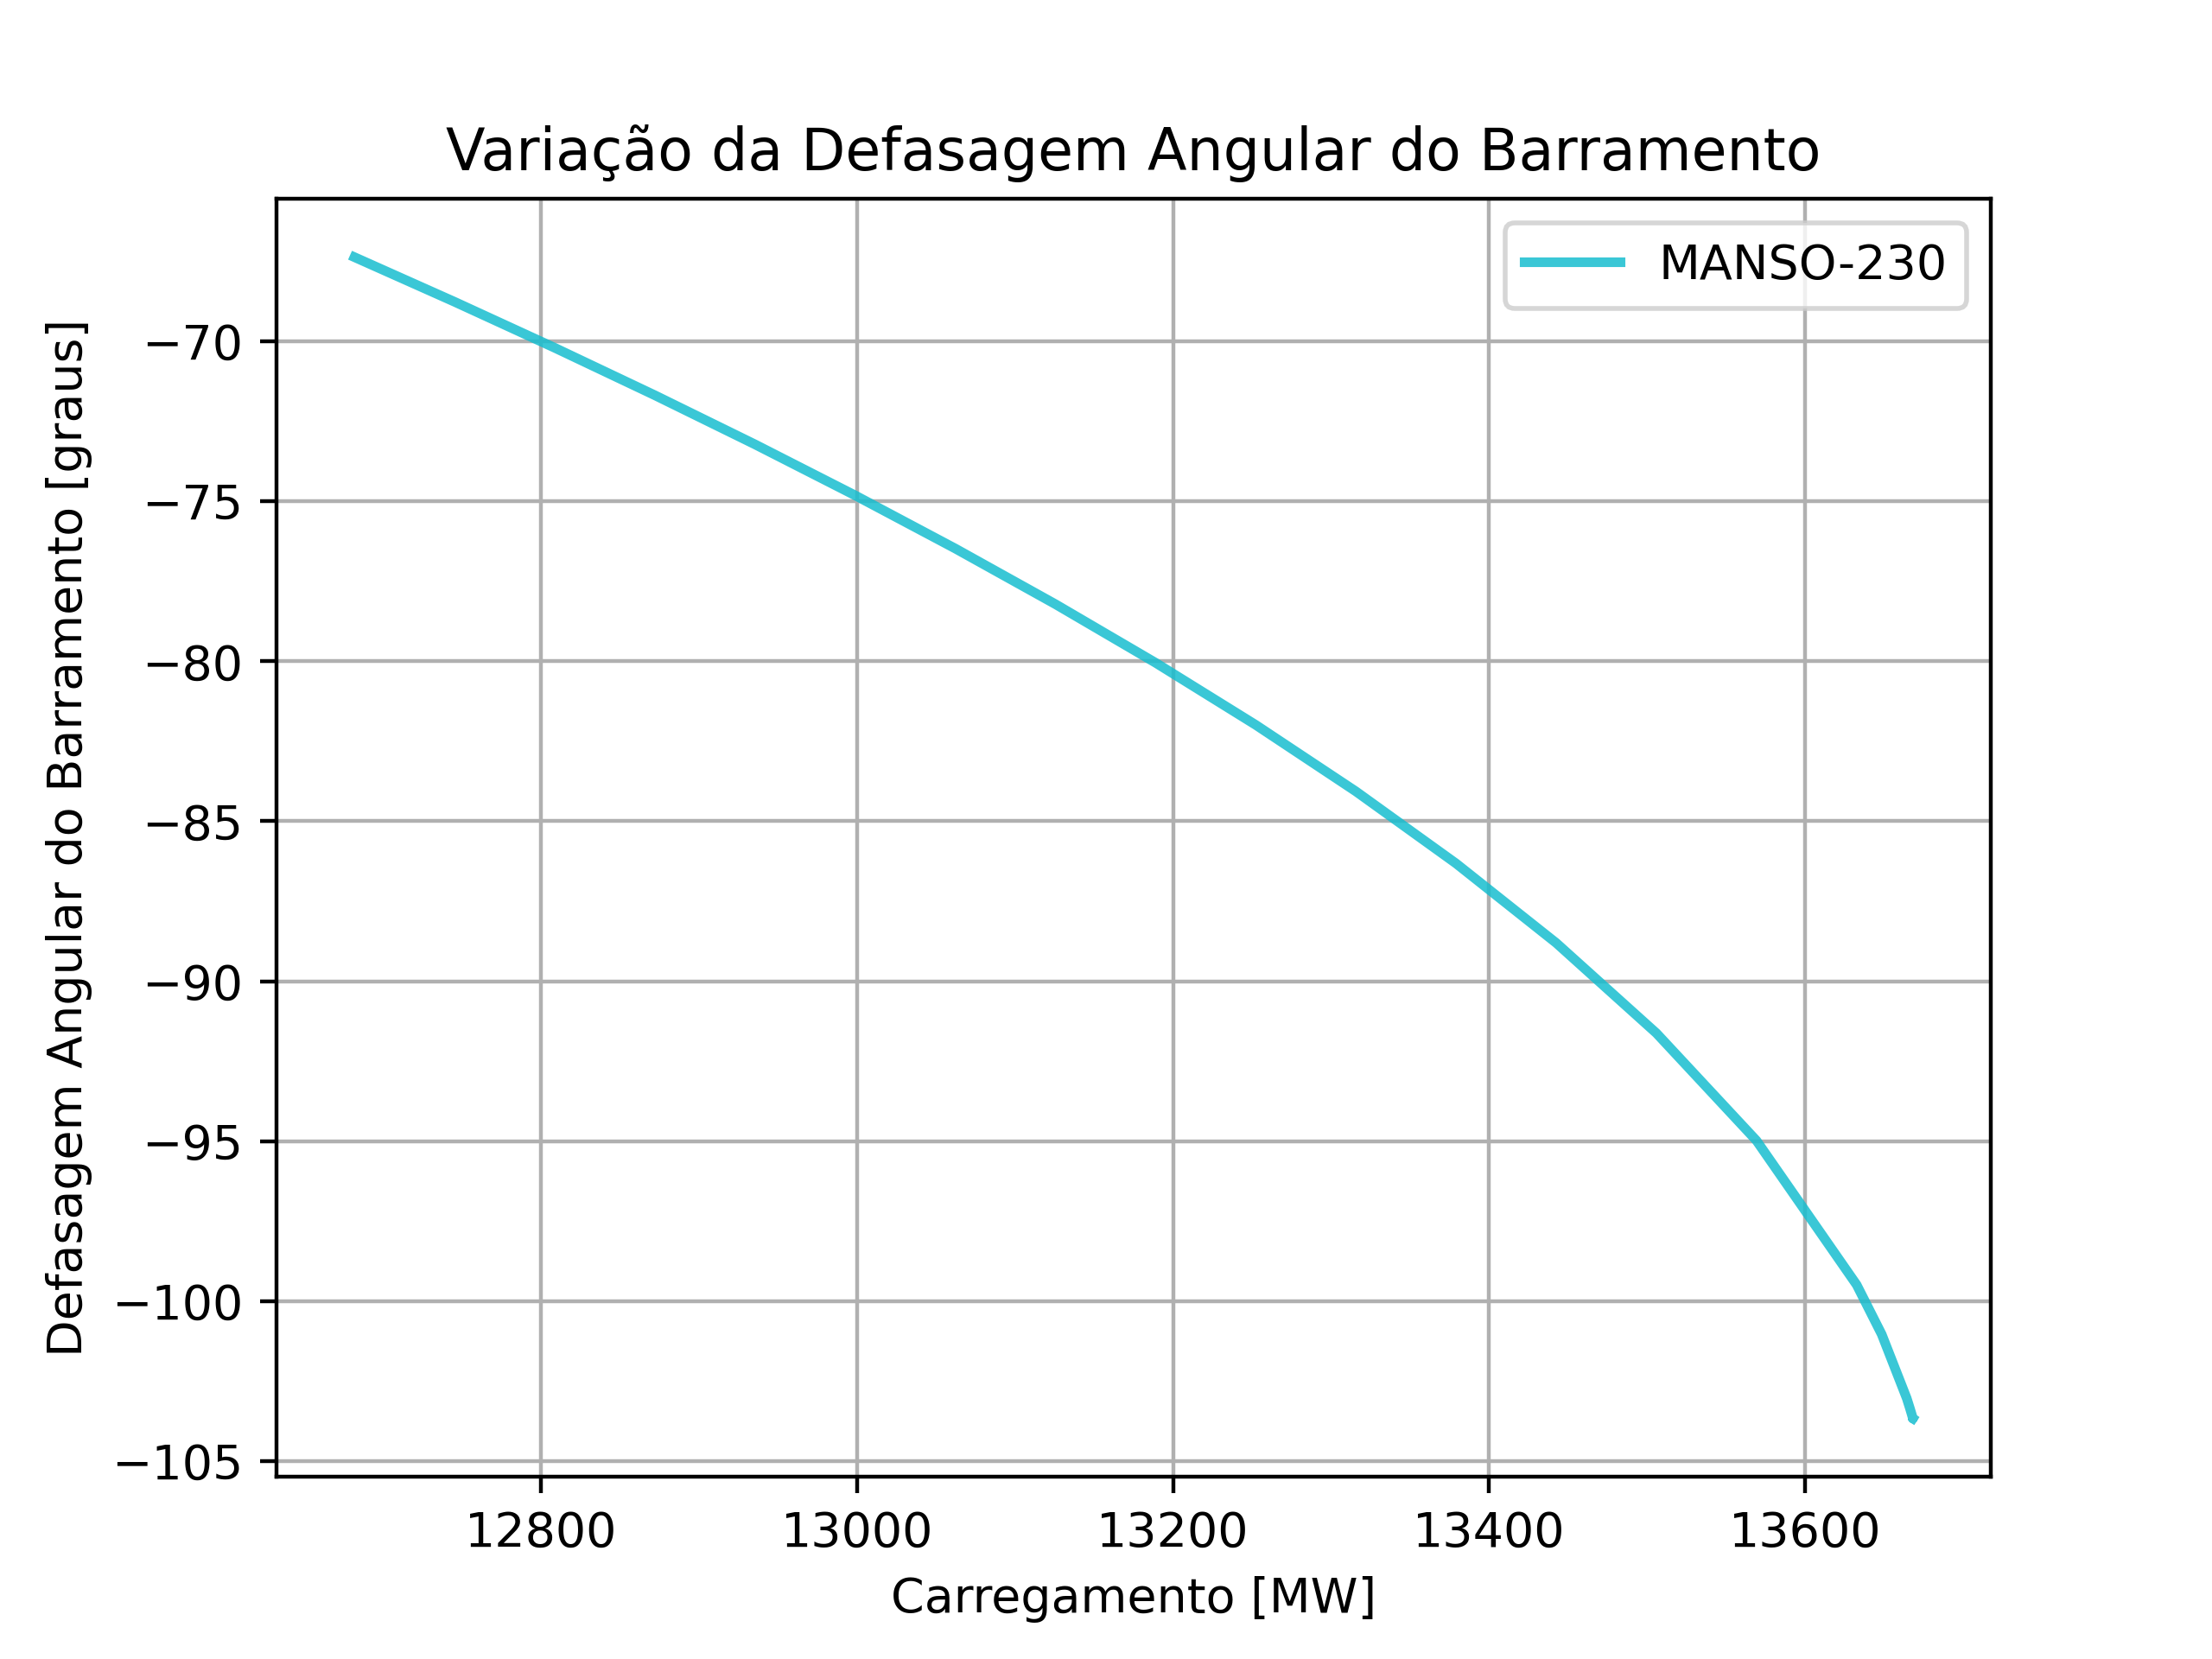 Variação da Defasagem Angular do Barramento
MANSO-230
Defasagem Angular do Barramento [graus]
−70
−75
−80
−85
−90
−95
−100
−105
12800 13000 13200 13400 13600
Carregamento [MW]